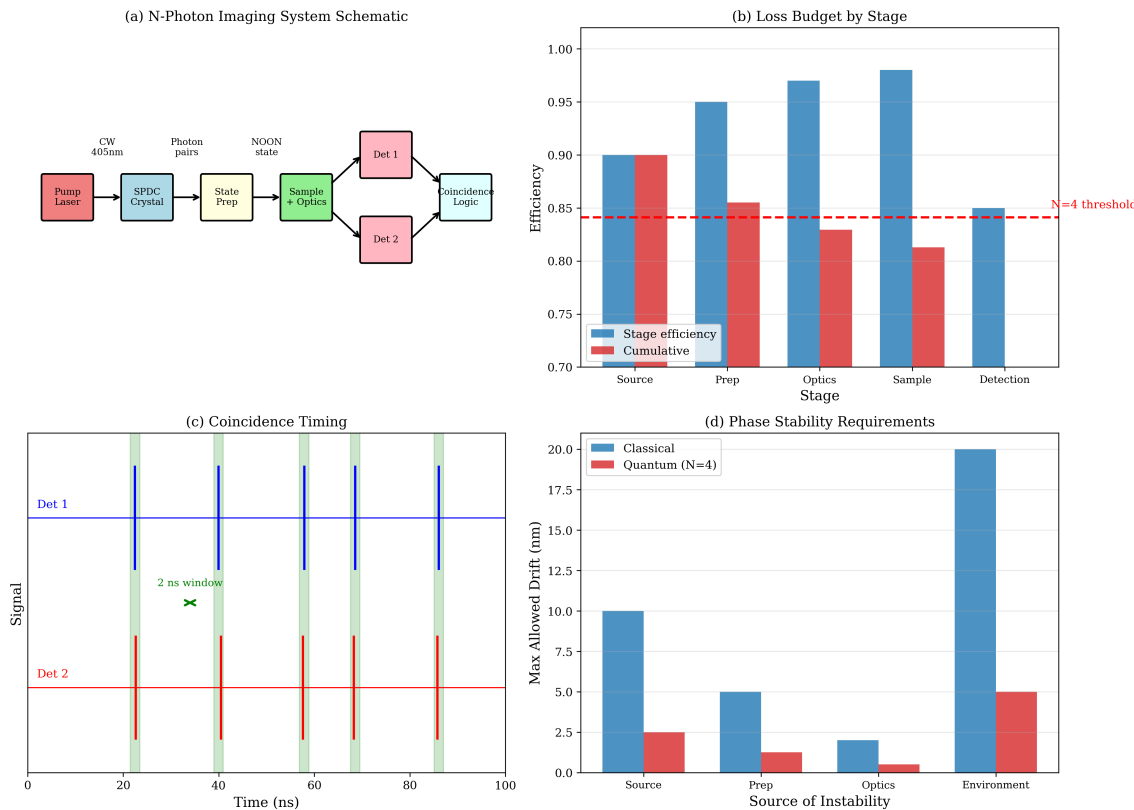 (a) N-Photon Imaging System Schematic
CW
405nm
Photon
pairs
NOON
state
Pump
Laser
SPDC
Crystal
State
Prep
Sample
+ Optics
Det 1
Det 2
Coincidence
Logic
(b) Loss Budget by Stage
Efficiency
1.00
0.95
0.90
0.85
0.80
0.75
0.70
N=4 threshold
Stage efficiency
Cumulative
Source
Prep
Optics
Sample
Detection
Stage
(c) Coincidence Timing
Signal
Det 1
2 ns window
Det 2
0
20
40
60
80
100
Time (ns)
(d) Phase Stability Requirements
Max Allowed Drift (nm)
20.0
17.5
15.0
12.5
10.0
7.5
5.0
2.5
0.0
Classical
Quantum (N=4)
Source
Prep
Optics
Environment
Source of Instability